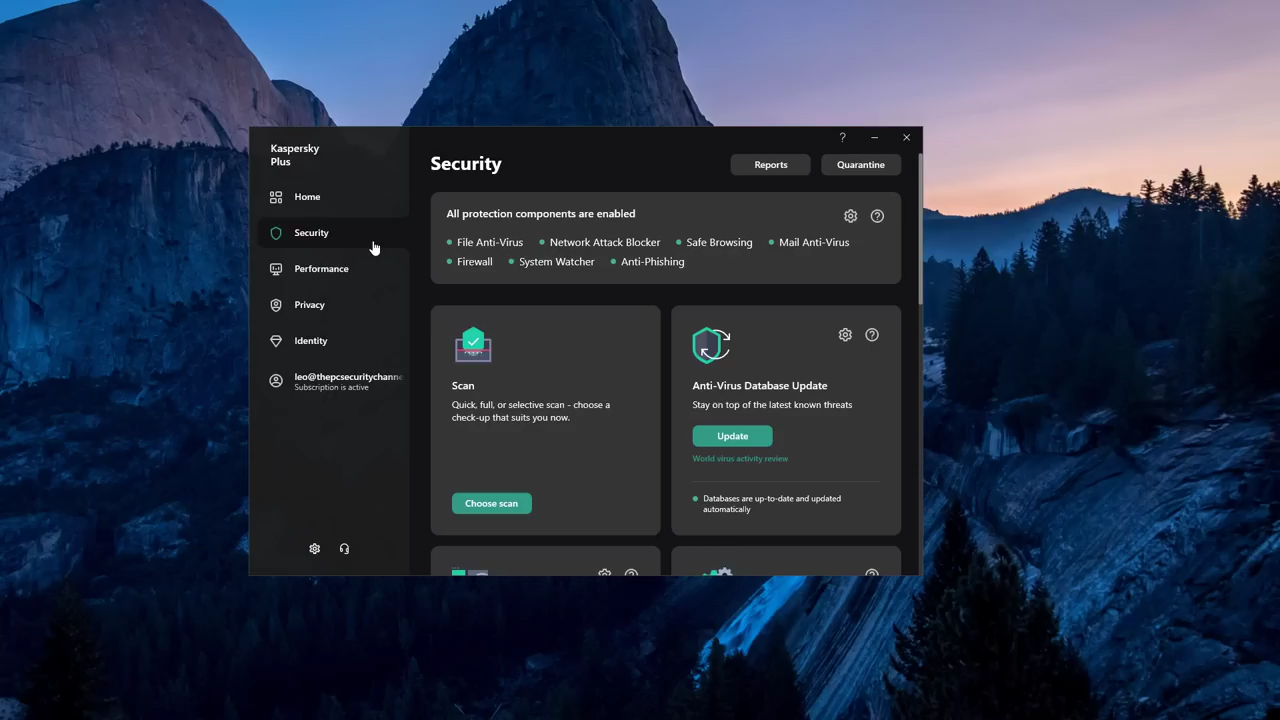 Kaspersky
Plus
Home
Security
Performance
Privacy
Identity
leo@thepcsecuritychann
Subscription is active
?
Security
Reports
Quarantine
All protection components are enabled
File Anti-Virus
Network Attack Blocker
Safe Browsing
Mail Anti-Virus
Firewall
System Watcher
Anti-Phishing
Scan
Quick, full, or selective scan - choose a
check-up that suits you now.
Choose scan
Anti-Virus Database Update
Stay on top of the latest known threats
Update
World virus activity review
Databases are up-to-date and updated
automatically